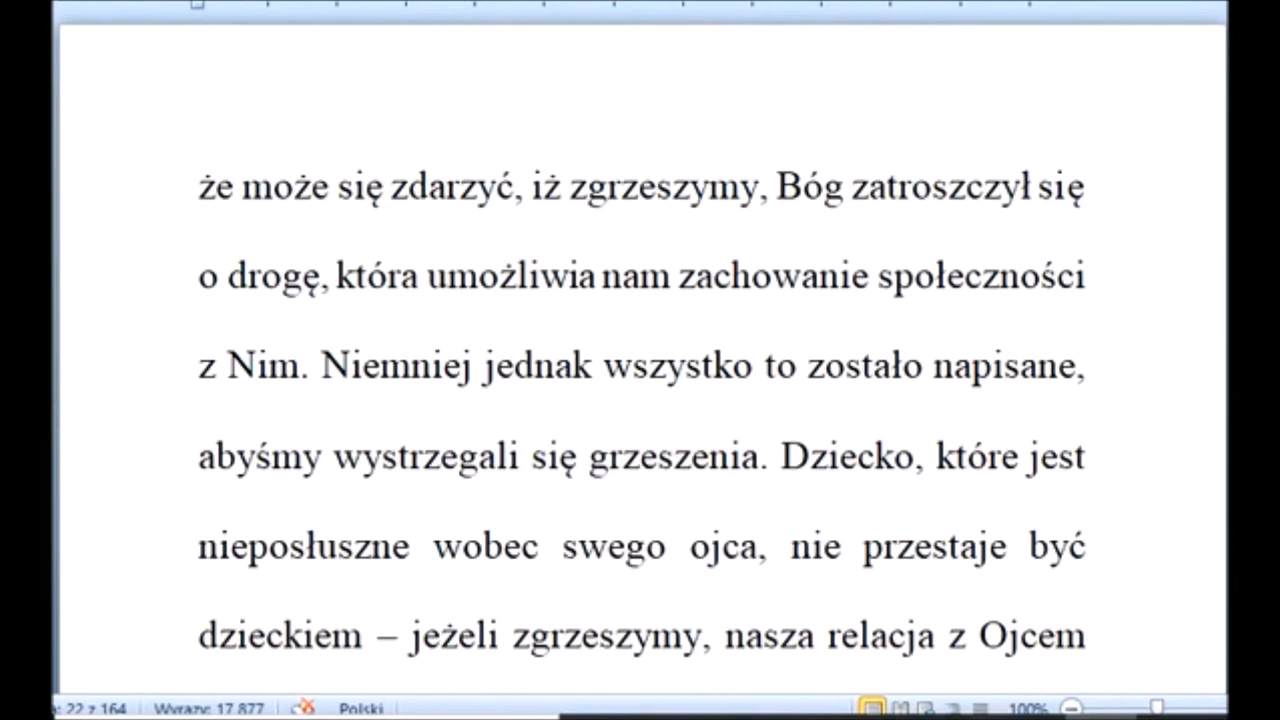 że może się zdarzyć, iż zgrzeszymy, Bóg zatroszczył się
o drogę, która umożliwia nam zachowanie społeczności
z Nim. Niemniej jednak wszystko to zostało napisane,
abyśmy wystrzegali się grzeszenia. Dziecko, które jest
nieposłuszne wobec swego ojca, nie przestaje być
dzieckiem – jeżeli zgrzeszymy, nasza relacja z Ojcem
: 22 z 164 Wyrazy: 17 877 Polski 100%